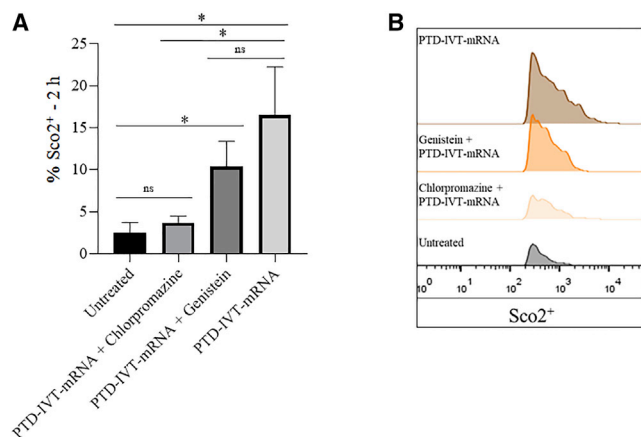 A
% Sco2⁺ - 2 h
25
20
15
10
5
0
*
*
ns
*
ns
Untreated
PTD-IVT-mRNA + Chlorpromazine
PTD-IVT-mRNA + Genistein
PTD-IVT-mRNA
B
PTD-IVT-mRNA
Genistein +
PTD-IVT-mRNA
Chlorpromazine +
PTD-IVT-mRNA
Untreated
10⁰ 10¹ 10² 10³ 10⁴
Sco2⁺